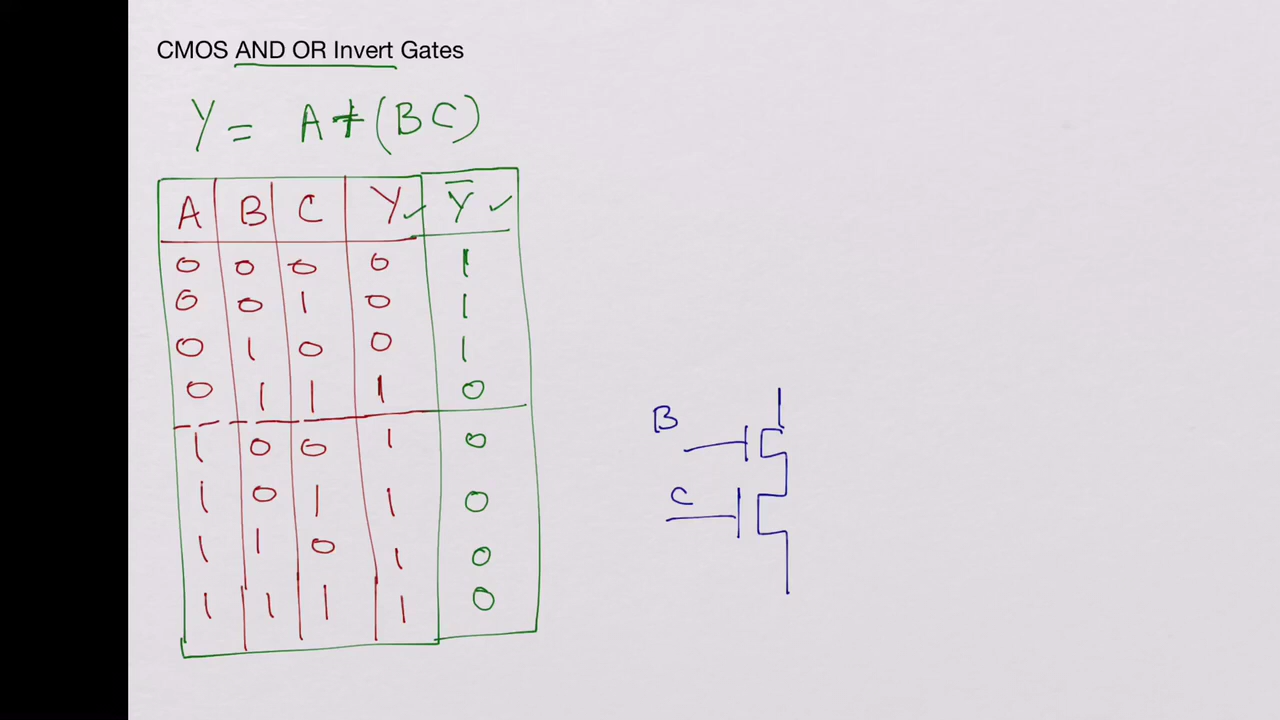 CMOS AND OR Invert Gates
Y = A + (BC)
A B C Y ✓ Y̅ ✓
0 0 0 0 1
0 0 1 0 1
0 1 0 0 1
0 1 1 1 0
1 0 0 1 0
1 0 1 1 0
1 1 0 1 0
1 1 1 1 0
B
C